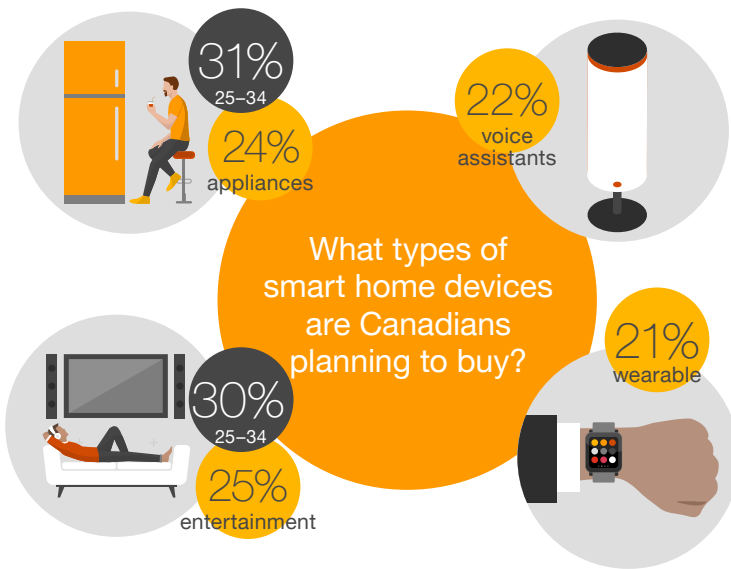 31%
25–34
24%
appliances
22%
voice
assistants
What types of
smart home devices
are Canadians
planning to buy?
30%
25–34
25%
entertainment
21%
wearable